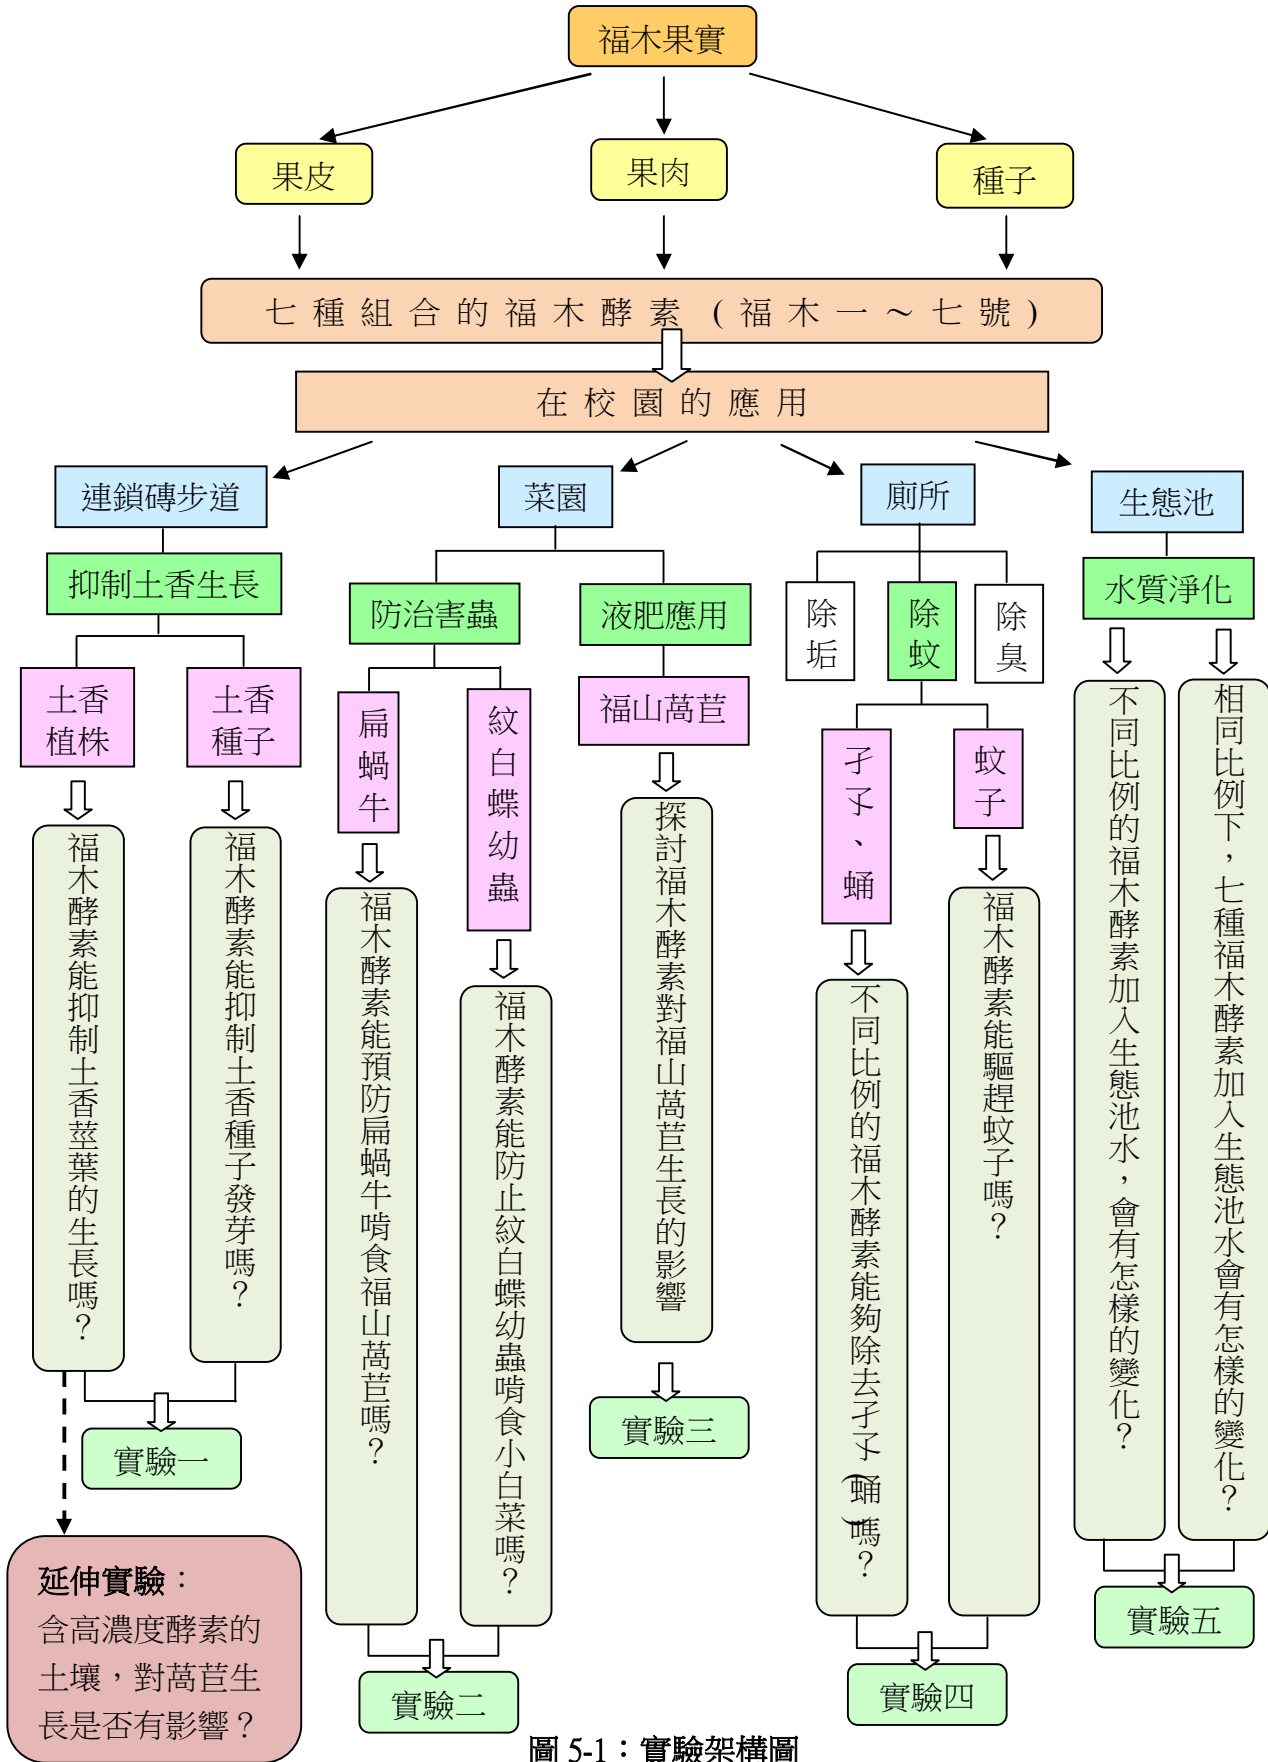 福木果實
果皮
果肉
種子
七種組合的福木酵素(福木一～七號)
在校園的應用
連鎖磚步道
菜園
廁所
生態池
抑制土香生長
防治害蟲
液肥應用
除垢
除蚊
除臭
水質淨化
土香
植株
土香
種子
扁蝸牛
紋白蝶幼蟲
福山萵苣
孑孓、蛹
蚊子
福木酵素能抑制土香莖葉的生長嗎？
福木酵素能抑制土香種子發芽嗎？
福木酵素能預防扁蝸牛啃食福山萵苣嗎？
福木酵素能防止紋白蝶幼蟲啃食小白菜嗎？
探討福木酵素對福山萵苣生長的影響
不同比例的福木酵素能夠除去孑孓(蛹)嗎？
福木酵素能驅趕蚊子嗎？
不同比例的福木酵素加入生態池水，會有怎樣的變化？
相同比例下，七種福木酵素加入生態池水會有怎樣的變化？
實驗一
實驗二
實驗三
實驗四
實驗五
延伸實驗：
含高濃度酵素的
土壤，對萵苣生
長是否有影響？
圖 5-1：實驗架構圖